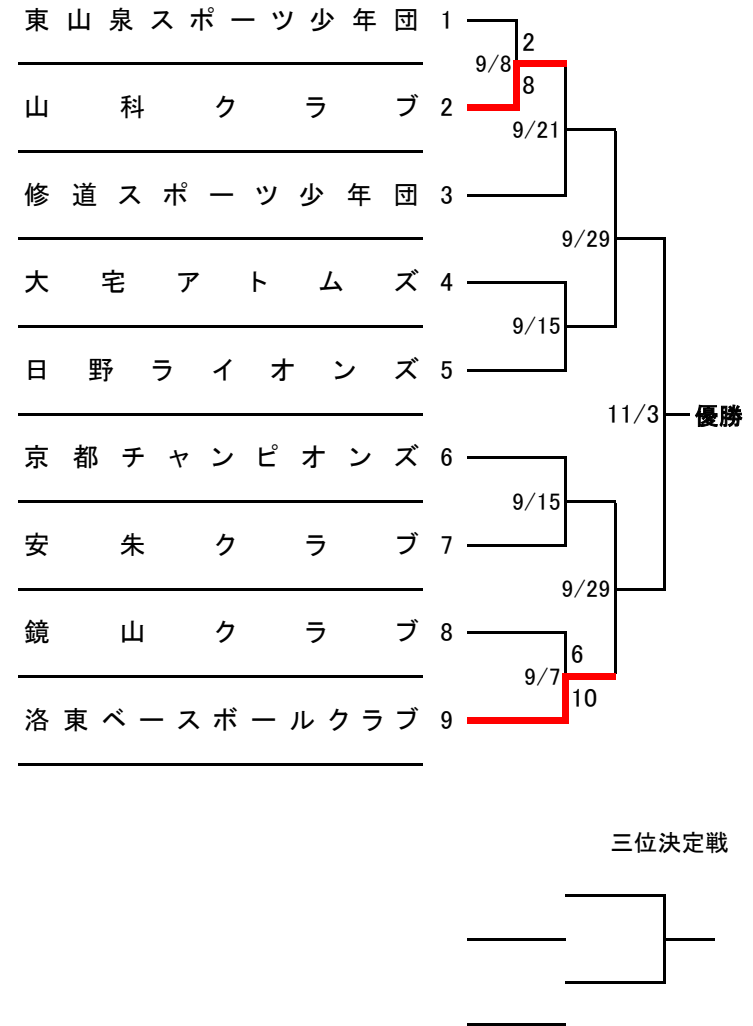 東山泉スポーツ少年団 1
2
9/8
8
山科クラブ 2
9/21
修道スポーツ少年団 3
9/29
大宅アトムズ 4
9/15
日野ライオンズ 5
11/3 優勝
京都チャンピオンズ 6
9/15
安朱クラブ 7
9/29
鏡山クラブ 8
6
9/7
10
洛東ベースボールクラブ 9
三位決定戦